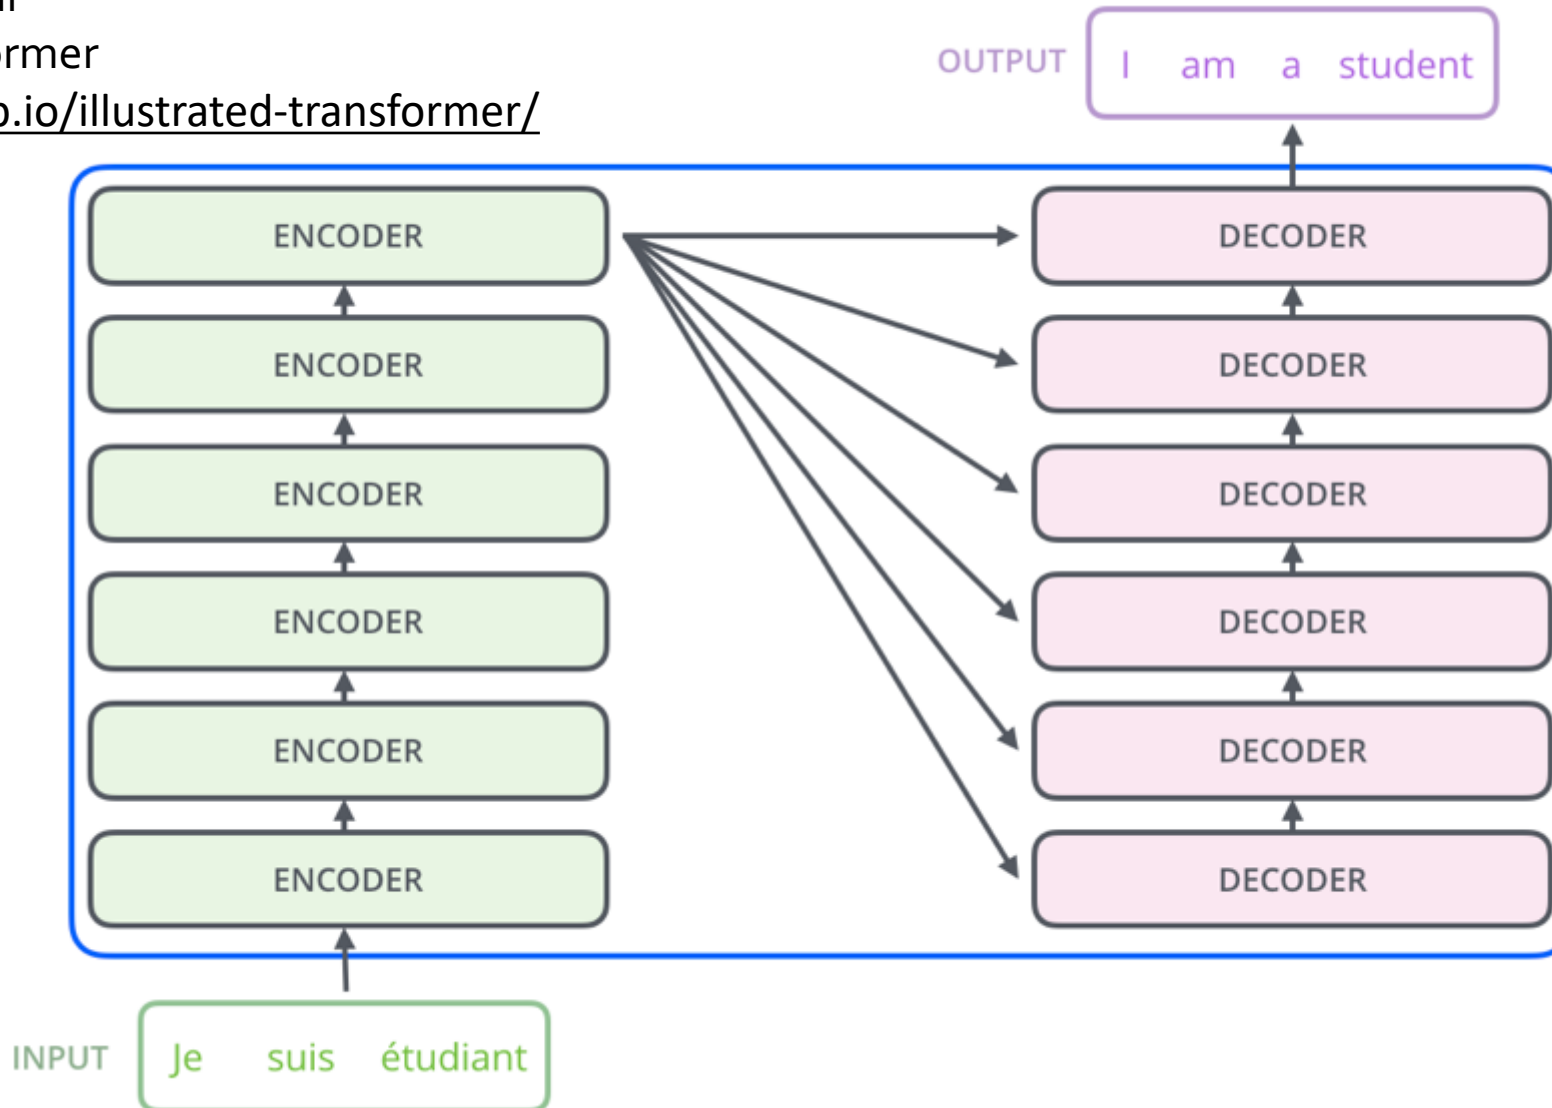 ormer
o.io/illustrated-transformer/
OUTPUT
I am a student
ENCODER
DECODER
ENCODER
DECODER
ENCODER
DECODER
ENCODER
DECODER
ENCODER
DECODER
ENCODER
DECODER
INPUT
Je suis étudiant